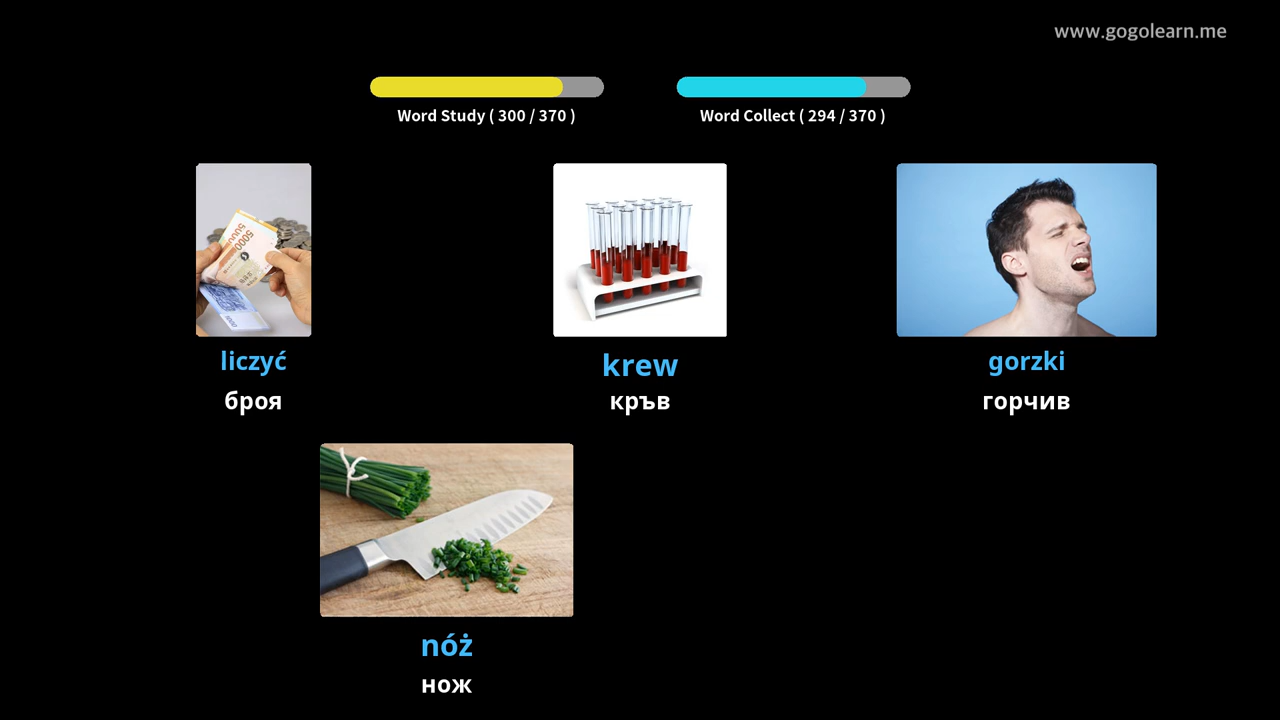 www.gogolearn.me
Word Study ( 300 / 370 )
Word Collect ( 294 / 370 )
5000
liczyć
броя
krew
кръв
gorzki
горчив
nóż
нож